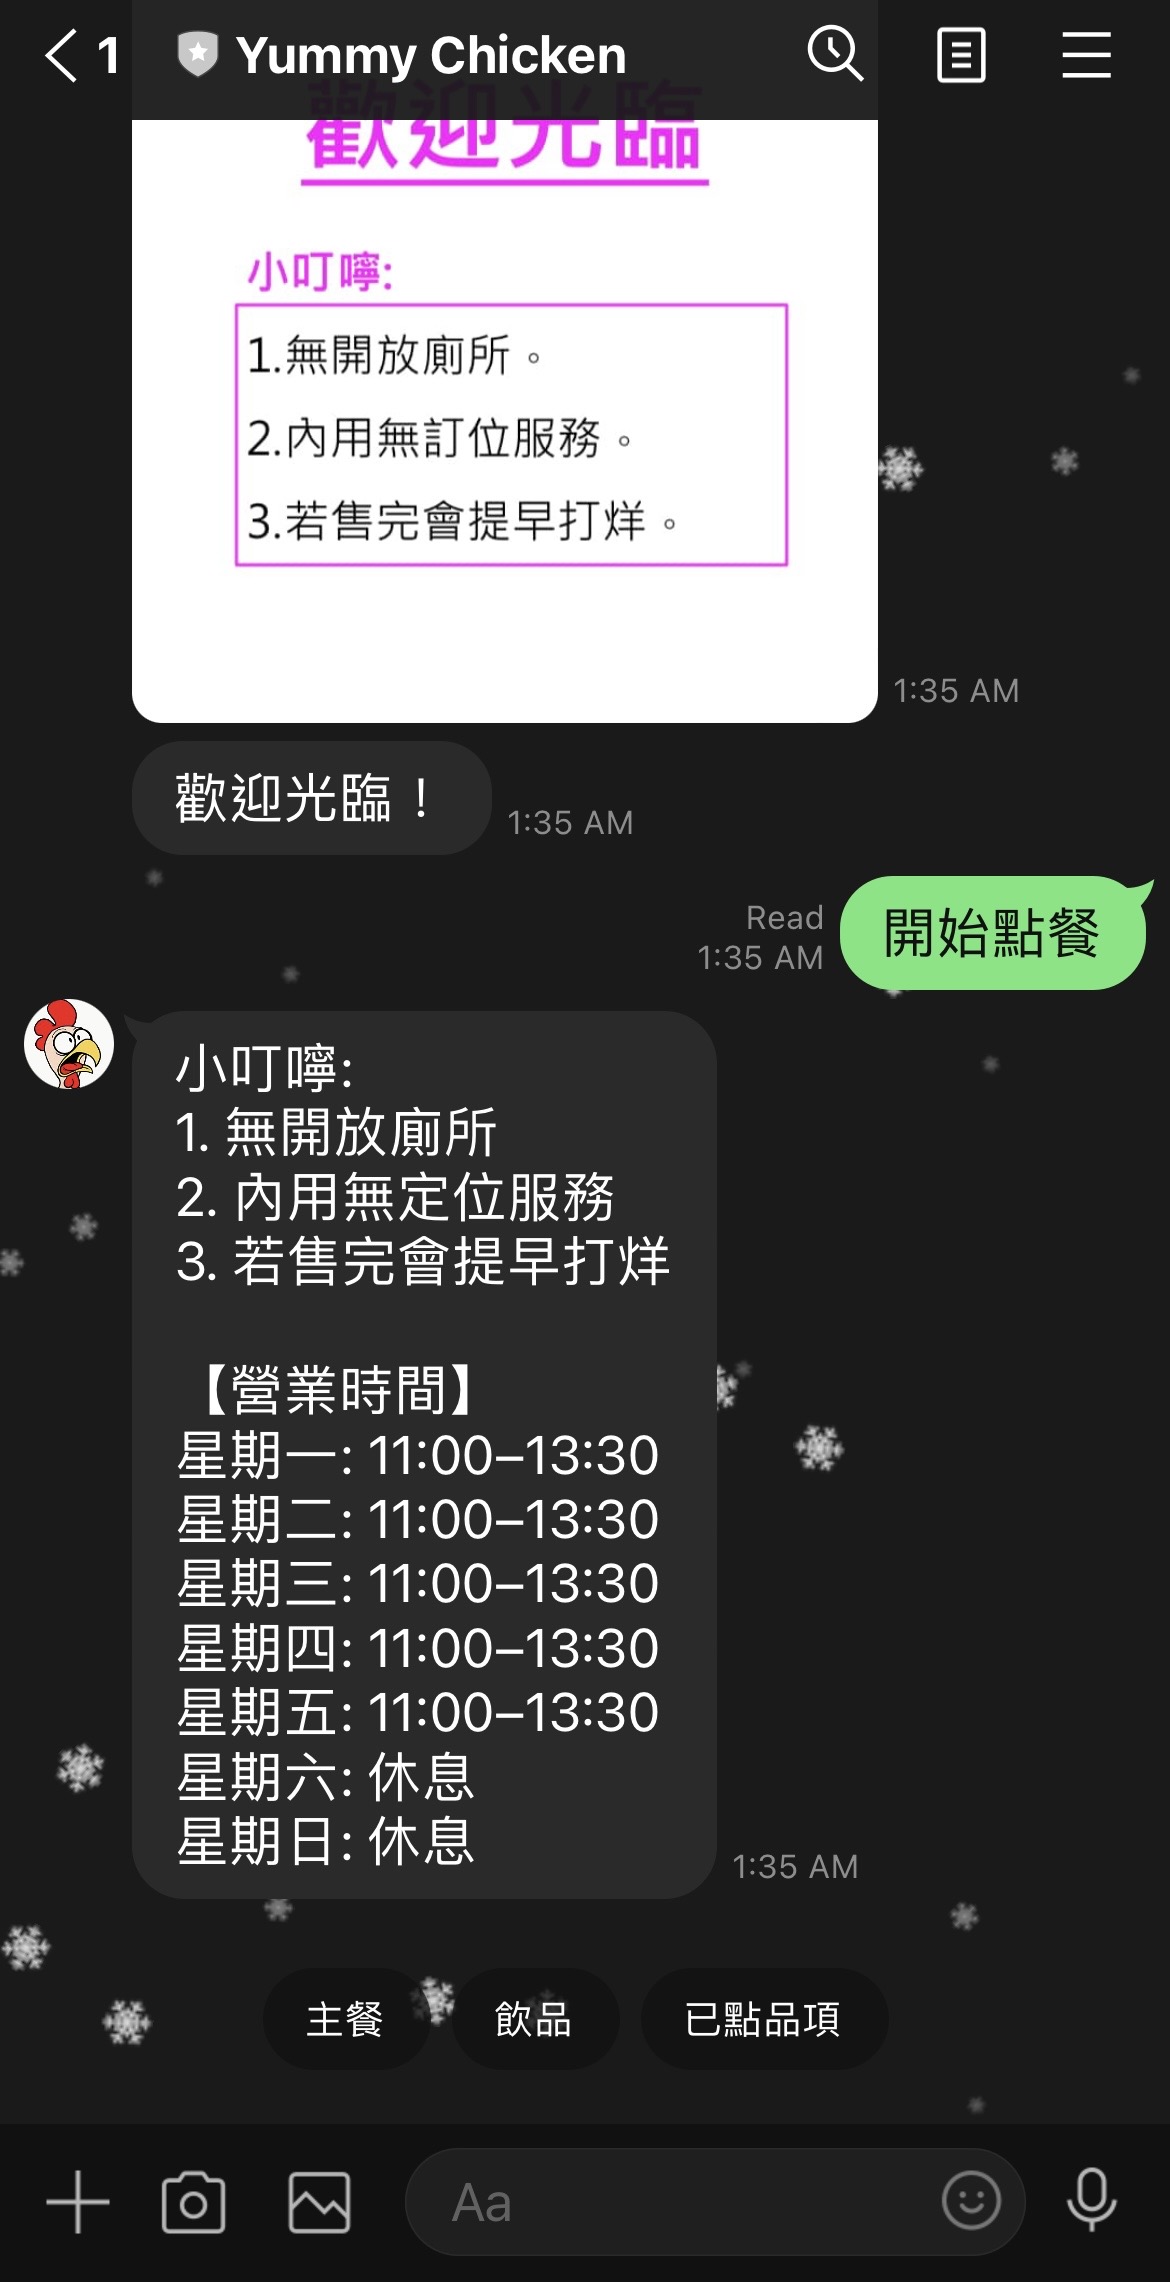 1
Yummy Chicken
歡迎光臨
小叮嚀:
1.無開放廁所。
2.內用無訂位服務。
3.若售完會提早打烊。
1:35 AM
歡迎光臨！
1:35 AM
Read
1:35 AM
開始點餐
小叮嚀:
1. 無開放廁所
2. 內用無定位服務
3. 若售完會提早打烊
【營業時間】
星期一: 11:00–13:30
星期二: 11:00–13:30
星期三: 11:00–13:30
星期四: 11:00–13:30
星期五: 11:00–13:30
星期六: 休息
星期日: 休息
1:35 AM
主餐
飲品
已點品項
Aa